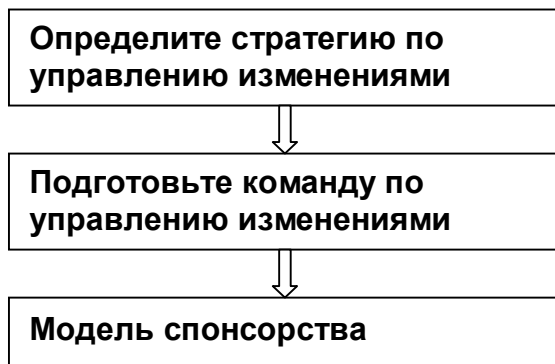 Определите стратегию по
управлению изменениями
Подготовьте команду по
управлению изменениями
Модель спонсорства